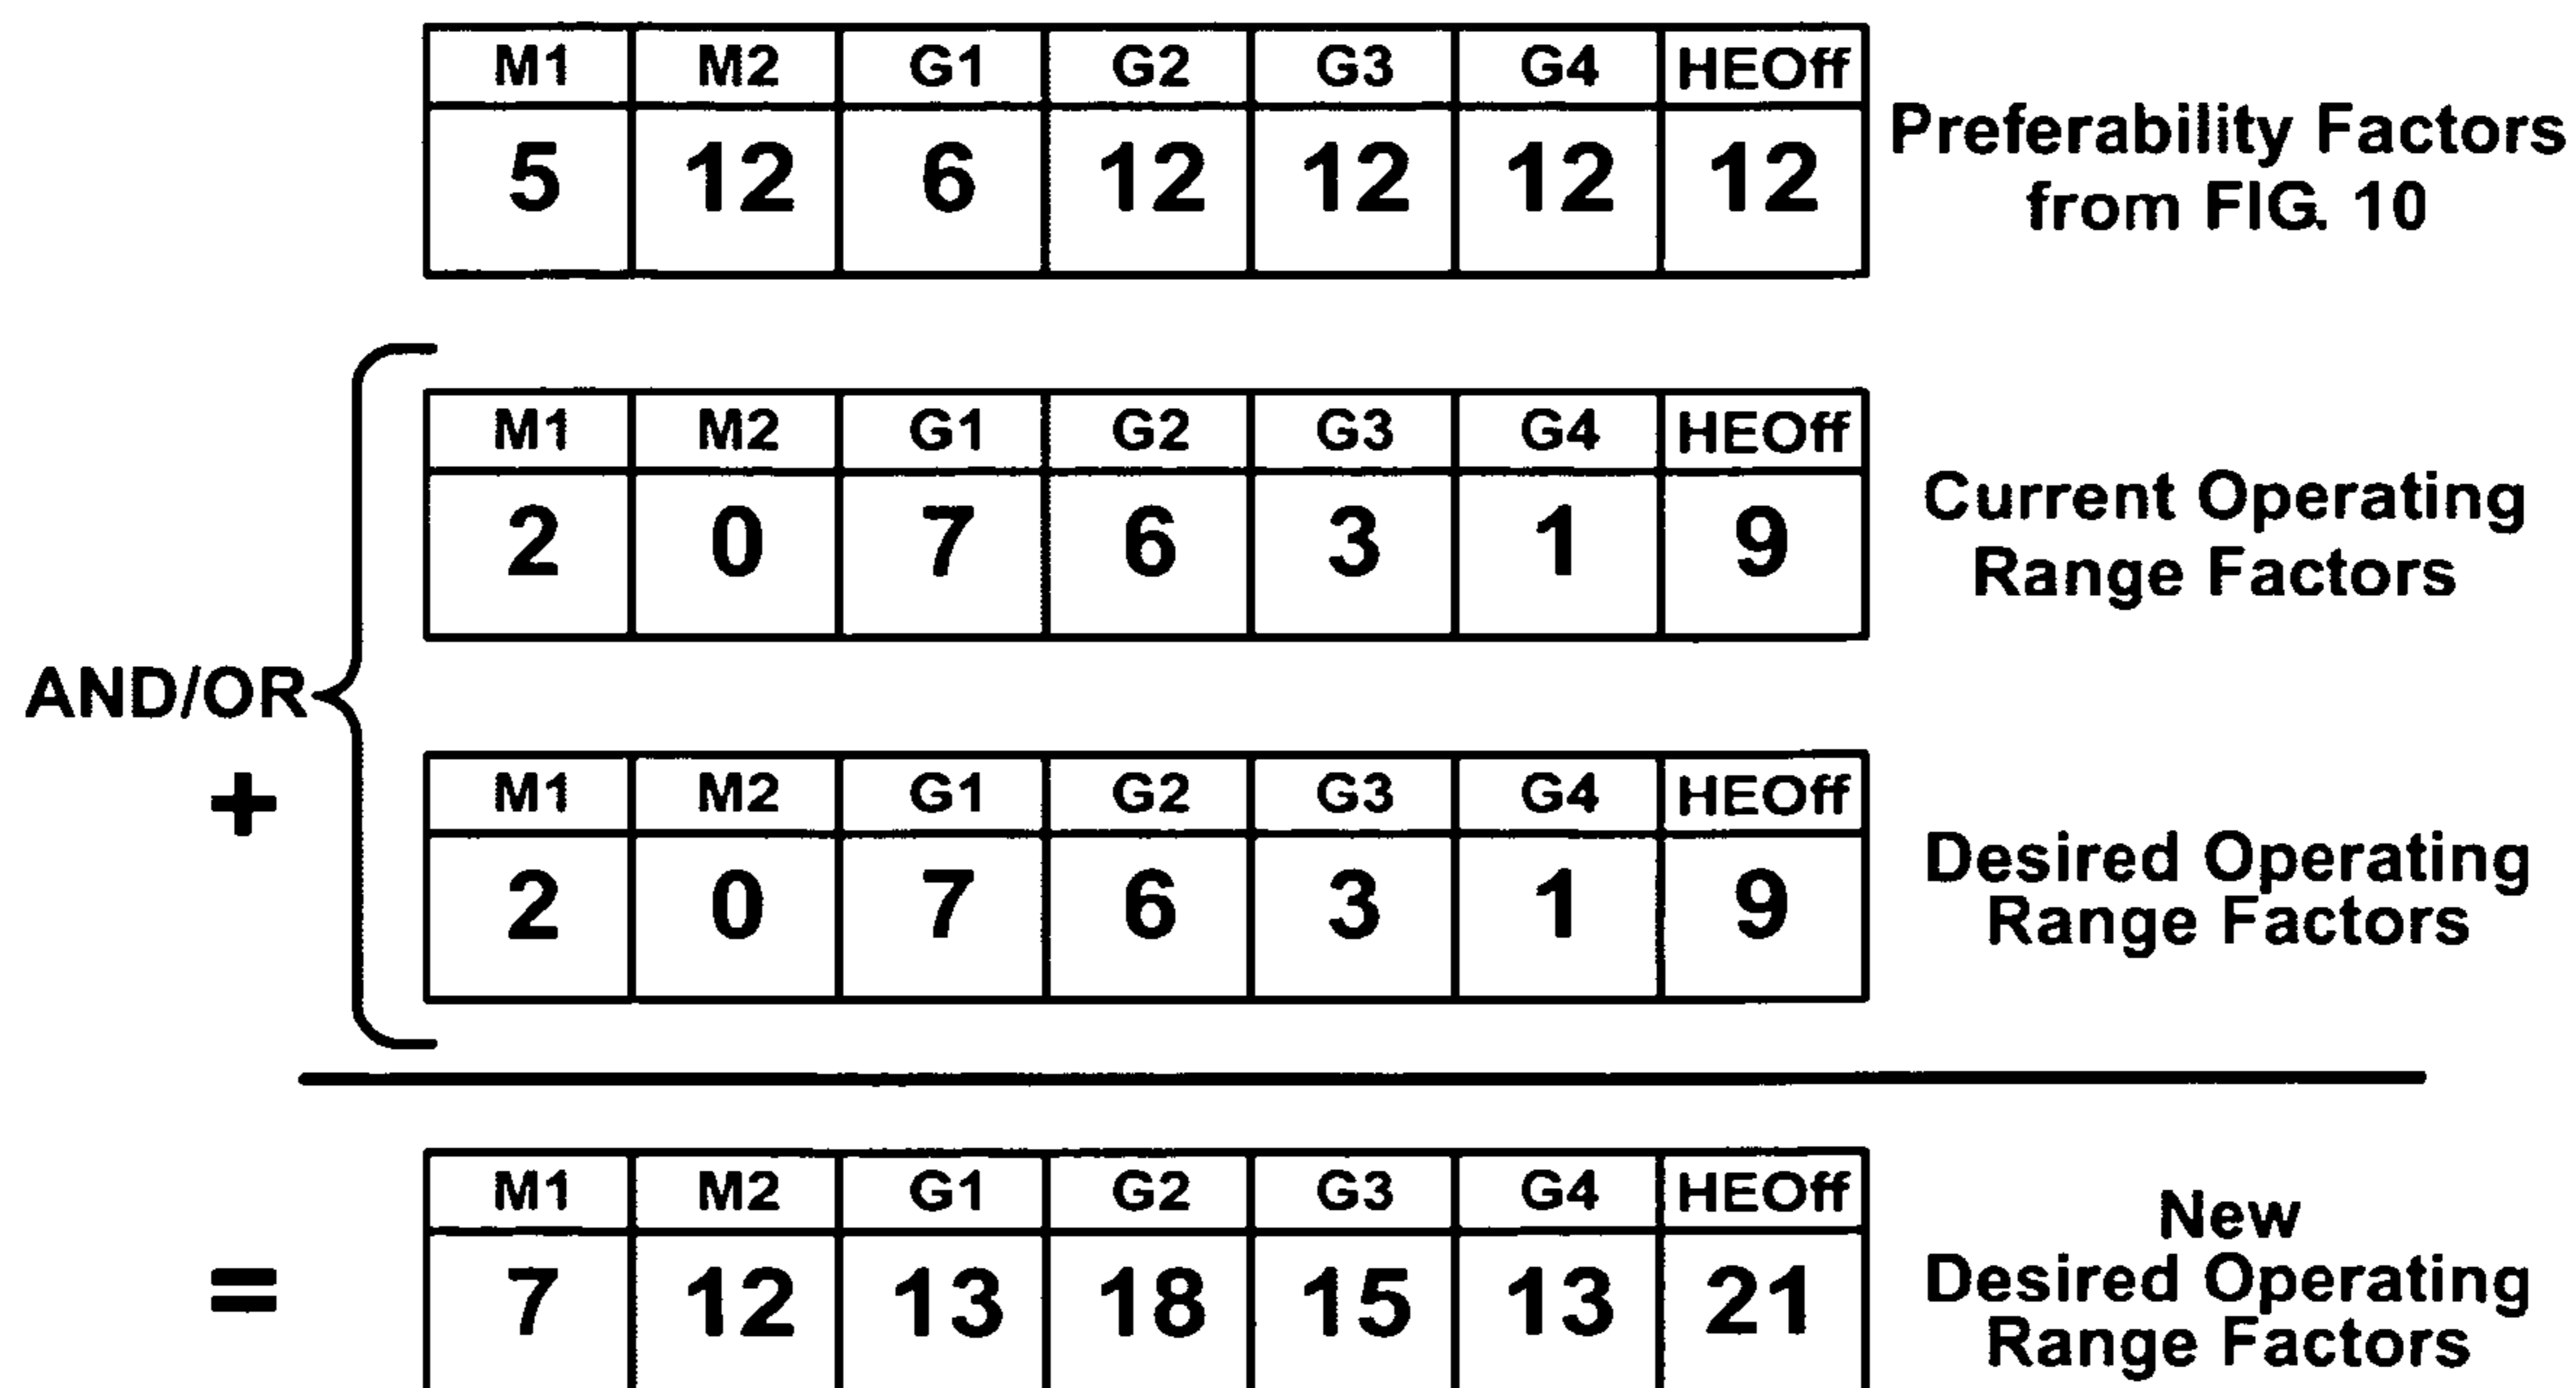 M1 M2 G1 G2 G3 G4 HEOff
5 12 6 12 12 12 12
Preferability Factors
from FIG. 10
M1 M2 G1 G2 G3 G4 HEOff
2 0 7 6 3 1 9
Current Operating
Range Factors
AND/OR
+
M1 M2 G1 G2 G3 G4 HEOff
2 0 7 6 3 1 9
Desired Operating
Range Factors
=
M1 M2 G1 G2 G3 G4 HEOff
7 12 13 18 15 13 21
New
Desired Operating
Range Factors